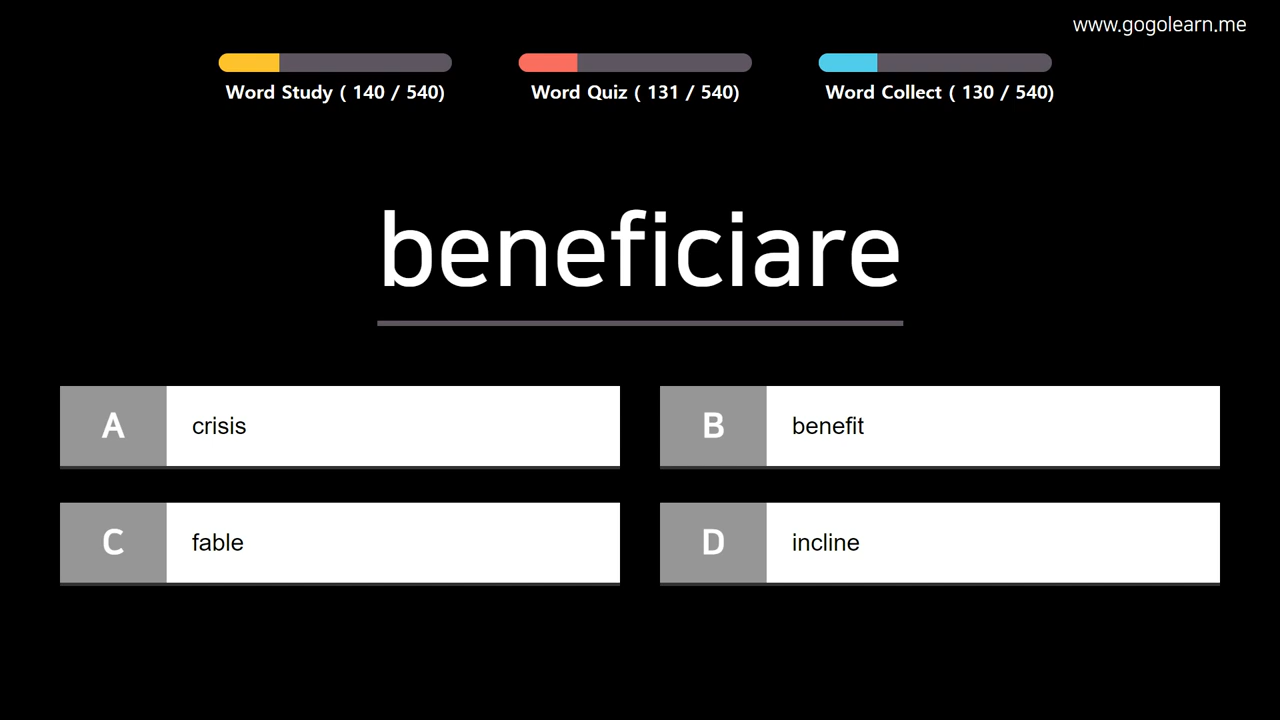 www.gogolearn.me
Word Study ( 140 / 540)
Word Quiz ( 131 / 540)
Word Collect ( 130 / 540)
beneficiare
A crisis
B benefit
C fable
D incline